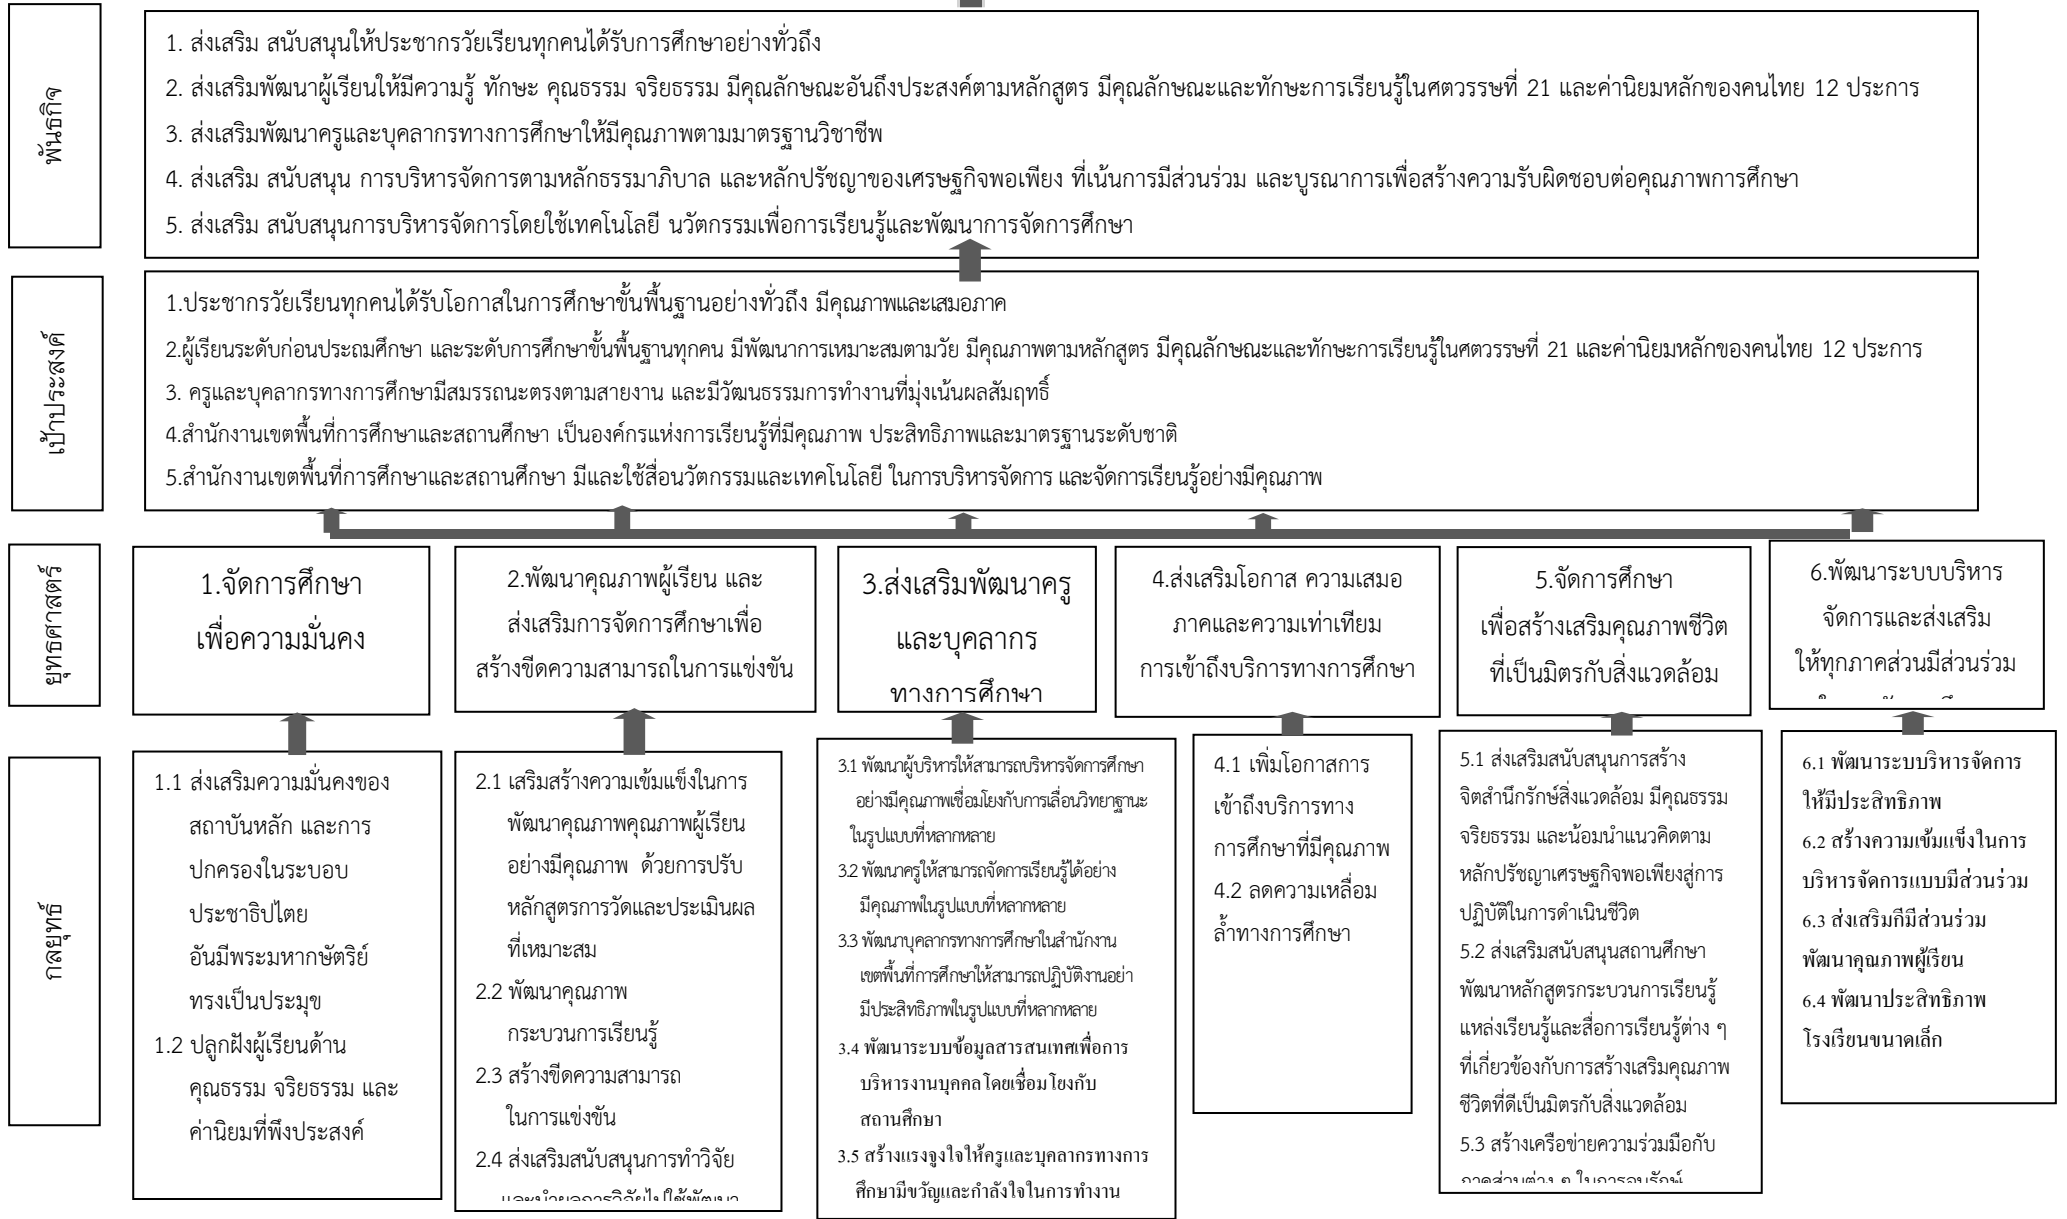 พันธกิจ
1. ส่งเสริม สนับสนุนให้ประชากรวัยเรียนทุกคนได้รับการศึกษาอย่างทั่วถึง
2. ส่งเสริมพัฒนาผู้เรียนให้มีความรู้ ทักษะ คุณธรรม จริยธรรม มีคุณลักษณะอันถึงประสงค์ตามหลักสูตร มีคุณลักษณะและทักษะการเรียนรู้ในศตวรรษที่ 21 และค่านิยมหลักของคนไทย 12 ประการ
3. ส่งเสริมพัฒนาครูและบุคลากรทางการศึกษาให้มีคุณภาพตามมาตรฐานวิชาชีพ
4. ส่งเสริม สนับสนุน การบริหารจัดการตามหลักธรรมาภิบาล และหลักปรัชญาของเศรษฐกิจพอเพียง ที่เน้นการมีส่วนร่วม และบูรณาการเพื่อสร้างความรับผิดชอบต่อคุณภาพการศึกษา
5. ส่งเสริม สนับสนุนการบริหารจัดการโดยใช้เทคโนโลยี นวัตกรรมเพื่อการเรียนรู้และพัฒนาการจัดการศึกษา
เป้าประสงค์
1.ประชากรวัยเรียนทุกคนได้รับโอกาสในการศึกษาขั้นพื้นฐานอย่างทั่วถึง มีคุณภาพและเสมอภาค
2.ผู้เรียนระดับก่อนประถมศึกษา และระดับการศึกษาขั้นพื้นฐานทุกคน มีพัฒนาการเหมาะสมตามวัย มีคุณภาพตามหลักสูตร มีคุณลักษณะและทักษะการเรียนรู้ในศตวรรษที่ 21 และค่านิยมหลักของคนไทย 12 ประการ
3. ครูและบุคลากรทางการศึกษามีสมรรถนะตรงตามสายงาน และมีวัฒนธรรมการทำงานที่มุ่งเน้นผลสัมฤทธิ์
4.สำนักงานเขตพื้นที่การศึกษาและสถานศึกษา เป็นองค์กรแห่งการเรียนรู้ที่มีคุณภาพ ประสิทธิภาพและมาตรฐานระดับชาติ
5.สำนักงานเขตพื้นที่การศึกษาและสถานศึกษา มีและใช้สื่อนวัตกรรมและเทคโนโลยี ในการบริหารจัดการ และจัดการเรียนรู้อย่างมีคุณภาพ
ยุทธศาสตร์
1.จัดการศึกษา
เพื่อความมั่นคง
2.พัฒนาคุณภาพผู้เรียน และ
ส่งเสริมการจัดการศึกษาเพื่อ
สร้างขีดความสามารถในการแข่งขัน
3.ส่งเสริมพัฒนาครู
และบุคลากร
ทางการศึกษา
4.ส่งเสริมโอกาส ความเสมอ
ภาคและความเท่าเทียม
การเข้าถึงบริการทางการศึกษา
5.จัดการศึกษา
เพื่อสร้างเสริมคุณภาพชีวิต
ที่เป็นมิตรกับสิ่งแวดล้อม
6.พัฒนาระบบบริหาร
จัดการและส่งเสริม
ให้ทุกภาคส่วนมีส่วนร่วม
กลยุทธ์
1.1 ส่งเสริมความมั่นคงของ
สถาบันหลัก และการ
ปกครองในระบอบ
ประชาธิปไตย
อันมีพระมหากษัตริย์
ทรงเป็นประมุข
1.2 ปลูกฝังผู้เรียนด้าน
คุณธรรม จริยธรรม และ
ค่านิยมที่พึงประสงค์
2.1 เสริมสร้างความเข้มแข็งในการ
พัฒนาคุณภาพคุณภาพผู้เรียน
อย่างมีคุณภาพ ด้วยการปรับ
หลักสูตรการวัดและประเมินผล
ที่เหมาะสม
2.2 พัฒนาคุณภาพ
กระบวนการเรียนรู้
2.3 สร้างขีดความสามารถ
ในการแข่งขัน
2.4 ส่งเสริมสนับสนุนการทำวิจัย
และนำผลการวิจัยไปใช้พัฒนา
3.1 พัฒนาผู้บริหารให้สามารถบริหารจัดการศึกษา
อย่างมีคุณภาพเชื่อมโยงกับการเลื่อนวิทยาฐานะ
ในรูปแบบที่หลากหลาย
3.2 พัฒนาครูให้สามารถจัดการเรียนรู้ได้อย่าง
มีคุณภาพในรูปแบบที่หลากหลาย
3.3 พัฒนาบุคลากรทางการศึกษาในสำนักงาน
เขตพื้นที่การศึกษาให้สามารถปฏิบัติงานอย่า
มีประสิทธิภาพในรูปแบบที่หลากหลาย
3.4 พัฒนาระบบข้อมูลสารสนเทศเพื่อการ
บริหารงานบุคคลโดยเชื่อมโยงกับ
สถานศึกษา
3.5 สร้างแรงจูงใจให้ครูและบุคลากรทางการ
ศึกษามีขวัญและกำลังใจในการทำงาน
4.1 เพิ่มโอกาสการ
เข้าถึงบริการทาง
การศึกษาที่มีคุณภาพ
4.2 ลดความเหลื่อม
ล้ำทางการศึกษา
5.1 ส่งเสริมสนับสนุนการสร้าง
จิตสำนึกรักษ์สิ่งแวดล้อม มีคุณธรรม
จริยธรรม และน้อมนำแนวคิดตาม
หลักปรัชญาเศรษฐกิจพอเพียงสู่การ
ปฏิบัติในการดำเนินชีวิต
5.2 ส่งเสริมสนับสนุนสถานศึกษา
พัฒนาหลักสูตรกระบวนการเรียนรู้
แหล่งเรียนรู้และสื่อการเรียนรู้ต่าง ๆ
ที่เกี่ยวข้องกับการสร้างเสริมคุณภาพ
ชีวิตที่ดีเป็นมิตรกับสิ่งแวดล้อม
5.3 สร้างเครือข่ายความร่วมมือกับ
ภาคส่วนต่าง ๆ ในการอนุรักษ์
6.1 พัฒนาระบบบริหารจัดการ
ให้มีประสิทธิภาพ
6.2 สร้างความเข้มแข็งในการ
บริหารจัดการแบบมีส่วนร่วม
6.3 ส่งเสริมกีมีส่วนร่วม
พัฒนาคุณภาพผู้เรียน
6.4 พัฒนาประสิทธิภาพ
โรงเรียนขนาดเล็ก